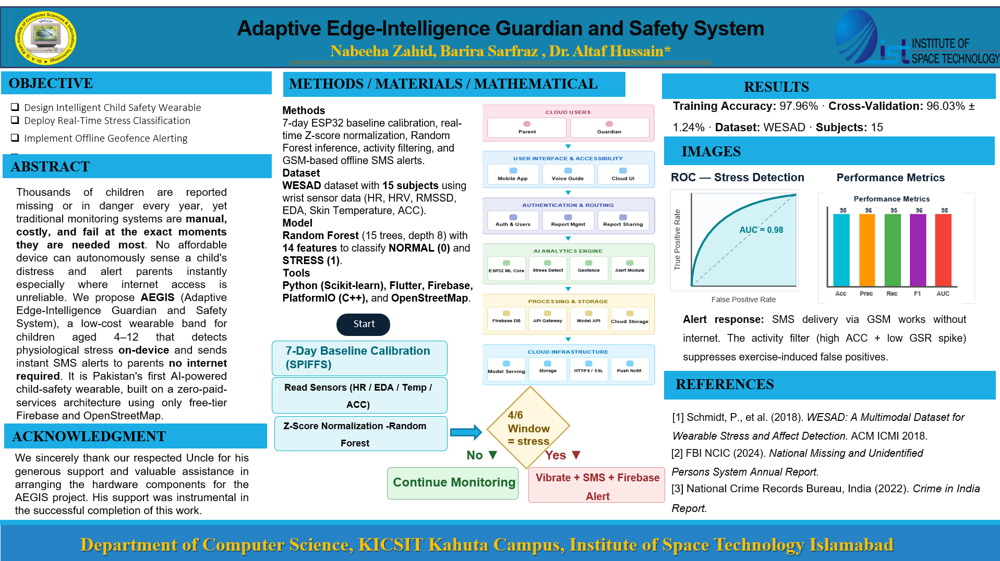 Adaptive Edge-Intelligence Guardian and Safety System
Nabeeha Zahid, Barira Sarfraz , Dr. Altaf Hussain*
Dr. A. Q. Khan Institute of Computer Sciences & Information Technology
ist
INSTITUTE OF
SPACE TECHNOLOGY
OBJECTIVE
Design Intelligent Child Safety Wearable
Deploy Real-Time Stress Classification
Implement Offline Geofence Alerting
ABSTRACT
Thousands of children are reported
missing or in danger every year, yet
traditional monitoring systems are manual,
costly, and fail at the exact moments
they are needed most. No affordable
device can autonomously sense a child's
distress and alert parents instantly
especially where internet access is
unreliable. We propose AEGIS (Adaptive
Edge-Intelligence Guardian and Safety
System), a low-cost wearable band for
children aged 4–12 that detects
physiological stress on-device and sends
instant SMS alerts to parents no internet
required. It is Pakistan's first AI-powered
child-safety wearable, built on a zero-paid-
services architecture using only free-tier
Firebase and OpenStreetMap.
ACKNOWLEDGMENT
We sincerely thank our respected Uncle for his
generous support and valuable assistance in
arranging the hardware components for the
AEGIS project. His support was instrumental in
the successful completion of this work.
METHODS / MATERIALS / MATHEMATICAL
Methods
7-day ESP32 baseline calibration, real-
time Z-score normalization, Random
Forest inference, activity filtering, and
GSM-based offline SMS alerts.
Dataset
WESAD dataset with 15 subjects using
wrist sensor data (HR, HRV, RMSSD,
EDA, Skin Temperature, ACC).
Model
Random Forest (15 trees, depth 8) with
14 features to classify NORMAL (0) and
STRESS (1).
Tools
Python (Scikit-learn), Flutter, Firebase,
PlatformIO (C++), and OpenStreetMap.
Start
7-Day Baseline Calibration
(SPIFFS)
Read Sensors (HR / EDA / Temp /
ACC)
Z-Score Normalization -Random
Forest
4/6
Window
= stress
No ▼
Yes ▼
Continue Monitoring
Vibrate + SMS + Firebase
Alert
CLOUD USERS
Parent
Guardian
USER INTERFACE & ACCESSIBILITY
Mobile App
Voice Guide
Cloud UI
AUTHENTICATION & ROUTING
Auth & Users
Report Mgmt
Report Sharing
AI ANALYTICS ENGINE
ESP32 ML Core
Stress Detect
Geofence
Alert Module
PROCESSING & STORAGE
Firebase DB
API Gateway
Model API
Cloud Storage
CLOUD INFRASTRUCTURE
Model Serving
Storage
HTTPS / SSL
Push Notif.
RESULTS
Training Accuracy: 97.96% · Cross-Validation: 96.03% ±
1.24% · Dataset: WESAD · Subjects: 15
IMAGES
ROC — Stress Detection
True Positive Rate
AUC = 0.98
False Positive Rate
Performance Metrics
Performance Metrics
98 96 95 96 98
Acc Prec Rec F1 AUC
Alert response: SMS delivery via GSM works without
internet. The activity filter (high ACC + low GSR spike)
suppresses exercise-induced false positives.
REFERENCES
[1] Schmidt, P., et al. (2018). WESAD: A Multimodal Dataset for
Wearable Stress and Affect Detection. ACM ICMI 2018.
[2] FBI NCIC (2024). National Missing and Unidentified
Persons System Annual Report.
[3] National Crime Records Bureau, India (2022). Crime in India
Report.
Department of Computer Science, KICSIT Kahuta Campus, Institute of Space Technology Islamabad